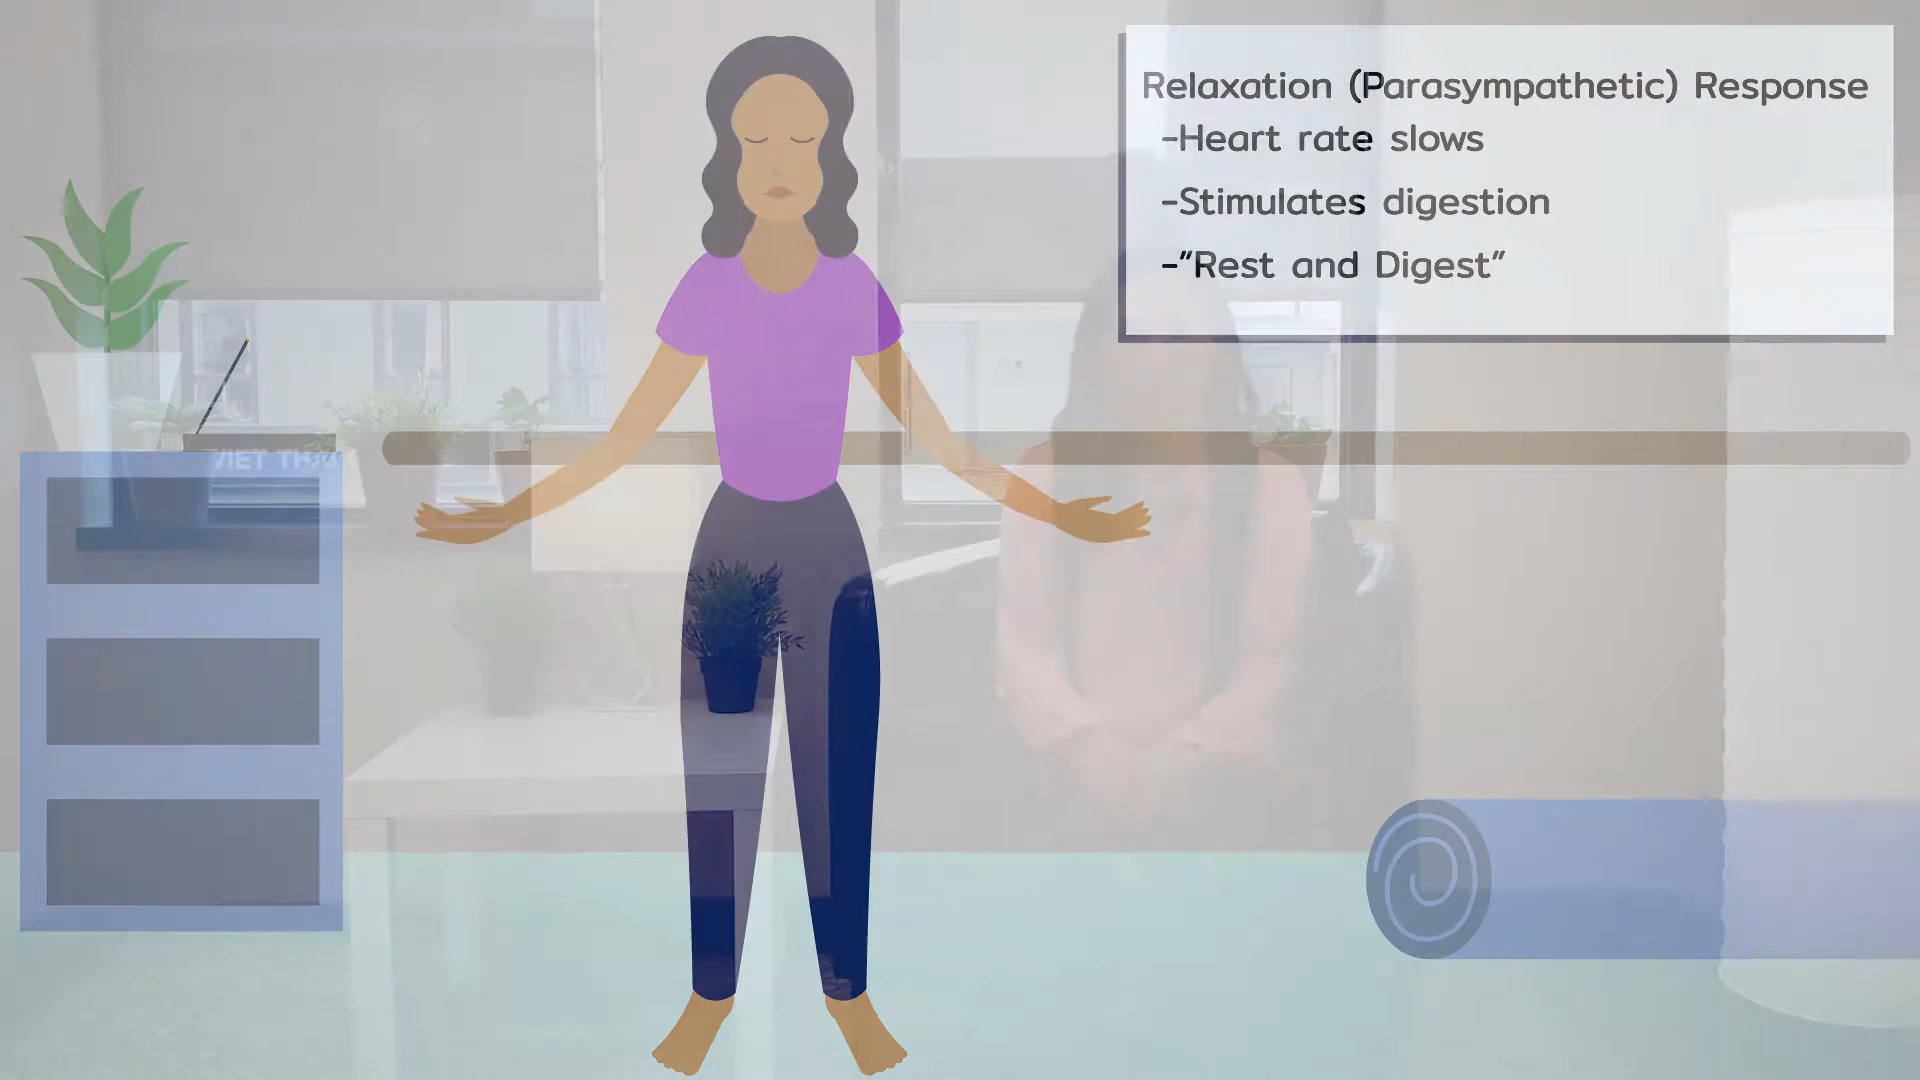 Relaxation (Parasympathetic) Response
-Heart rate slows
-Stimulates digestion
-"Rest and Digest"